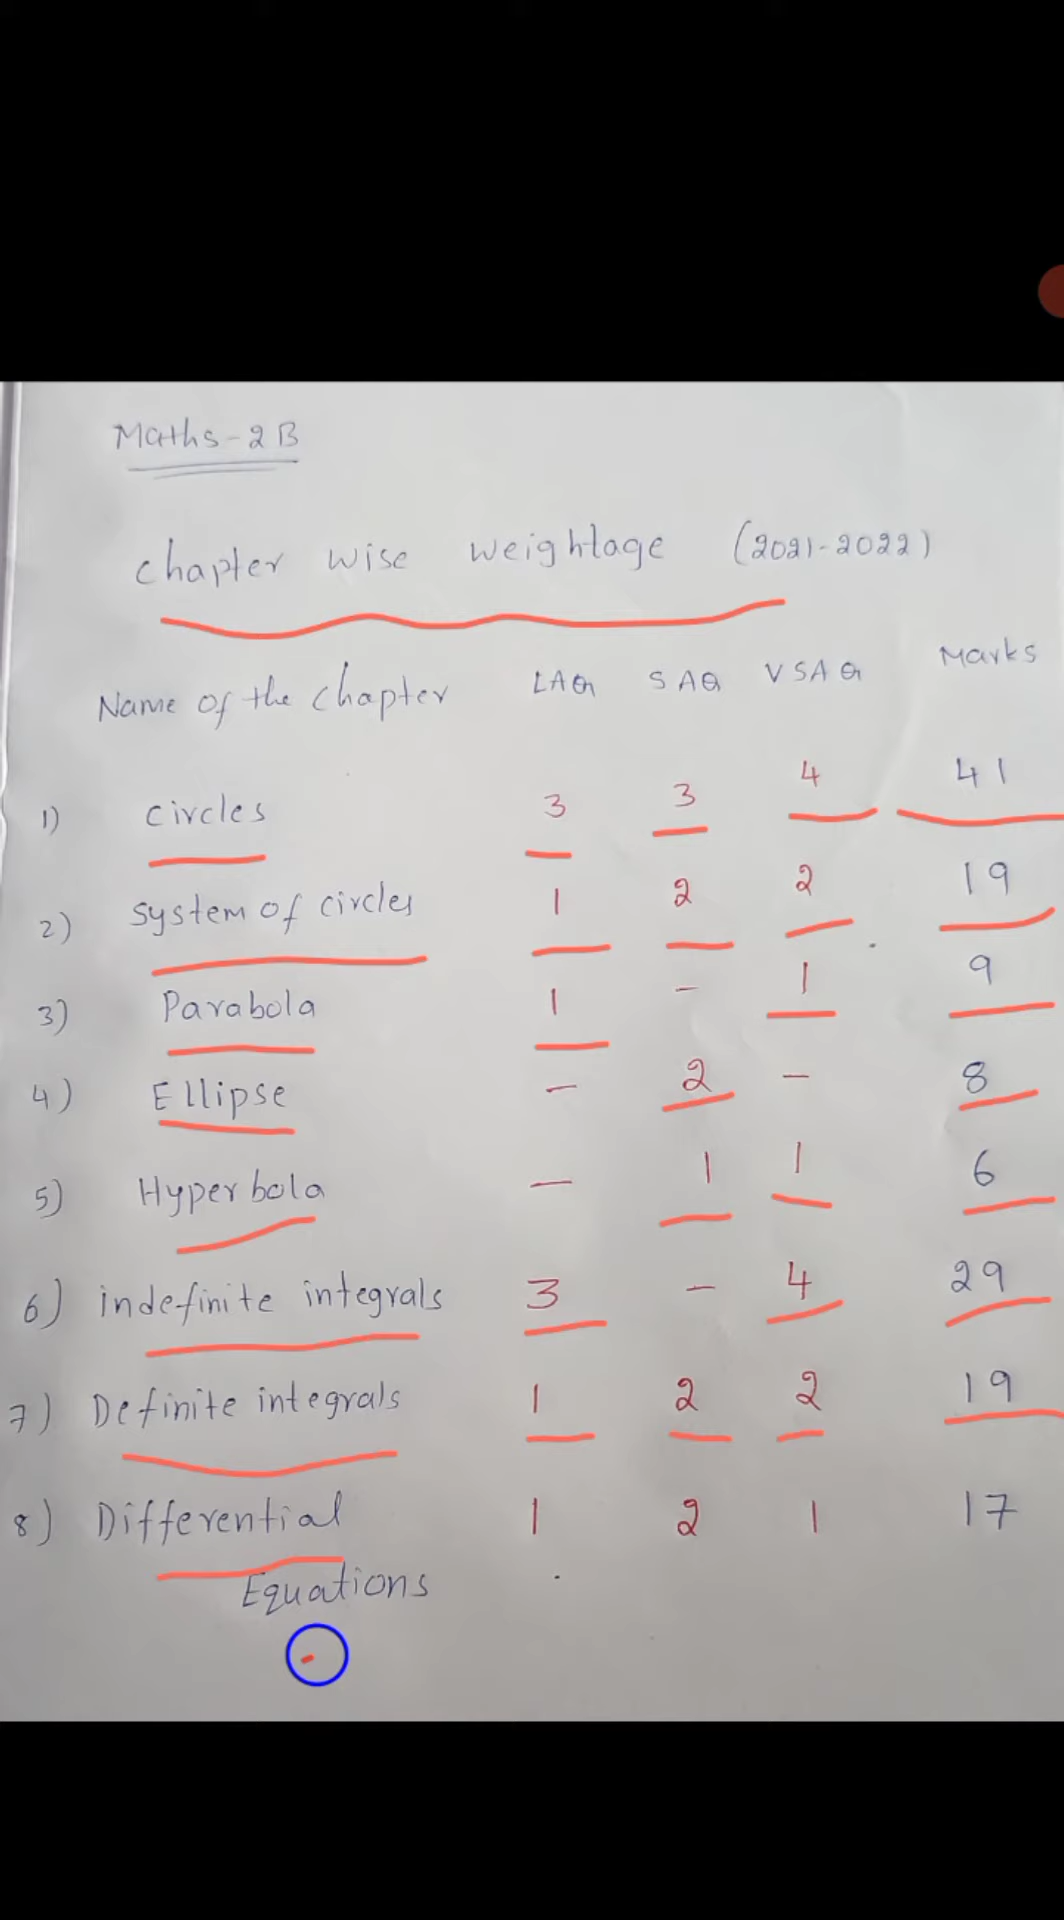 Maths-2B
chapter wise weightage (2021-2022)
Name of the chapter LAQ SAQ VSAQ Marks
1) circles 3 3 4 41
2) system of circles 1 2 2 19
3) Parabola 1 - 1 9
4) Ellipse - 2 - 8
5) Hyperbola - 1 1 6
6) indefinite integrals 3 - 4 29
7) Definite integrals 1 2 2 19
8) Differential 1 2 1 17
Equations